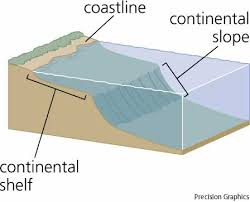 coastline
continental
slope
continental
shelf
Precision Graphics